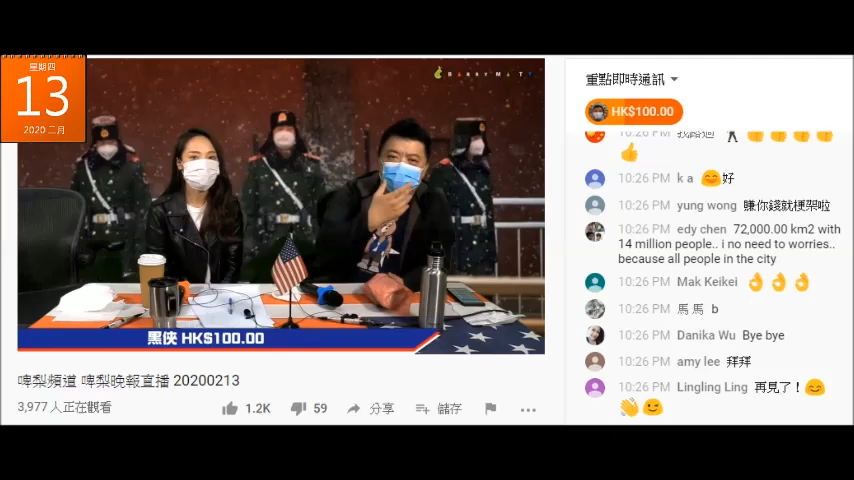 星期四
13
2020 二月
BARRYMATT
黑俠 HK$100.00
啤梨頻道 啤梨晚報直播 20200213
3,977 人正在觀看
1.2K
59
分享
儲存
重點即時通訊
HK$100.00
10:26 PM 我路過
10:26 PM k a 😊好
10:26 PM yung wong 賺你錢就梗架啦
10:26 PM edy chen 72,000.00 km2 with
14 million people.. i no need to worries..
because all people in the city
10:26 PM Mak Keikei 👌👌👌
10:26 PM 馬 馬 b
10:26 PM Danika Wu Bye bye
10:26 PM amy lee 拜拜
10:26 PM Lingling Ling 再見了！😊
👋😉